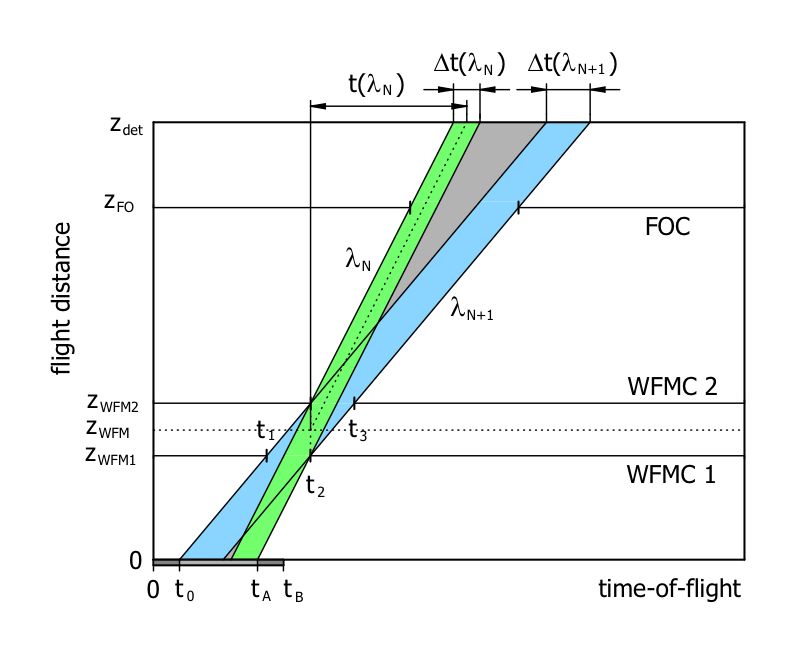 Δt(λN)
Δt(λN+1)
t(λN)
zdet
zFO
FOC
λN
λN+1
flight distance
zWFM2
WFMC 2
zWFM
t1
t3
zWFM1
WFMC 1
t2
0
0
t0
tA
tB
time-of-flight